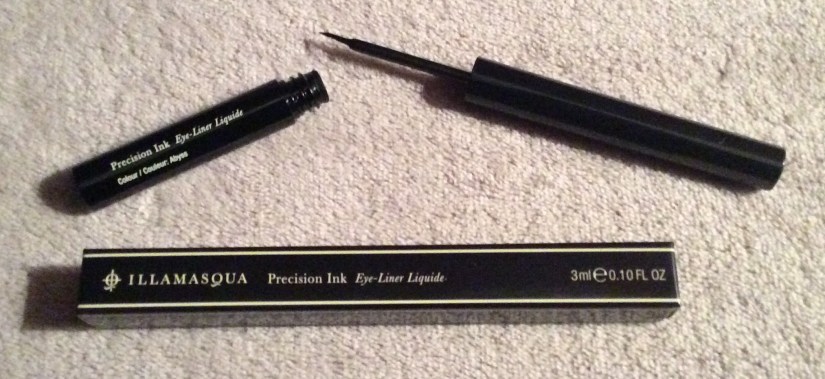 Precision Ink Eye-Liner Liquide
Colour / Couleur: Abyss
ILLAMASQUA Precision Ink Eye-Liner Liquide 3ml℮0.10 FL OZ